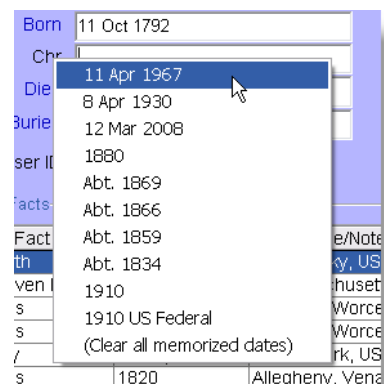 Born 11 Oct 1792
Chr
11 Apr 1967
Die
8 Apr 1930
Burie
12 Mar 2008
ser ID
1880
Abt. 1869
Facts
Abt. 1866
Fact
Abt. 1859
e/Note
th
Abt. 1834
ky, US
ven
1910
husett
s
1910 US Federal
Worce
s
(Clear all memorized dates)
Worce
y
rk, US
s 1820 Allegheny, Vena